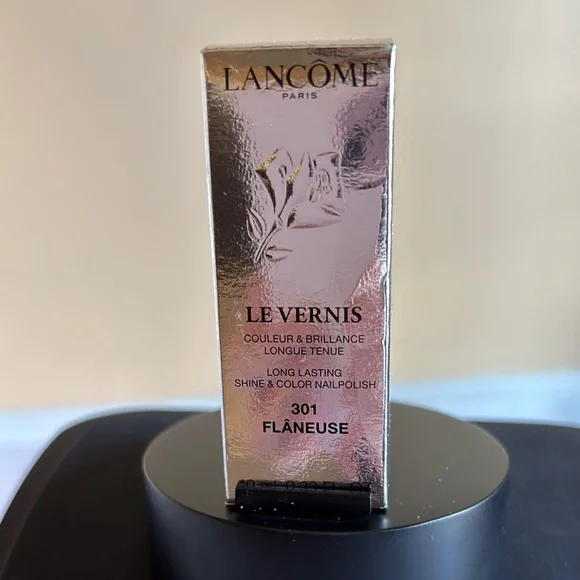 LANCÔME
PARIS
LE VERNIS
COULEUR & BRILLANCE
LONGUE TENUE
LONG LASTING
SHINE & COLOR NAILPOLISH
301
FLÂNEUSE